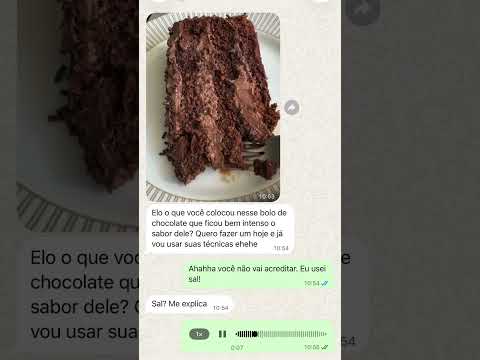 10:53
Elo o que você colocou nesse bolo de
chocolate que ficou bem intenso o
sabor dele? Quero fazer um hoje e já
vou usar suas técnicas ehehe
10:54
Ahahha você não vai acreditar. Eu usei
sal!
10:54
Sal? Me explica
10:54
1x
0:07
10:56